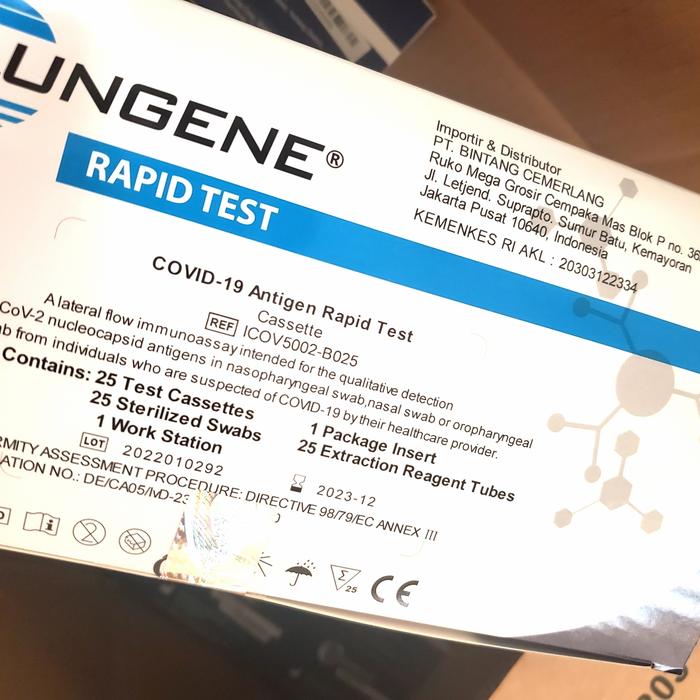 UNGENE®
RAPID TEST
Importir & Distributor
PT. BINTANG CEMERLANG
Ruko Mega Grosir Cempaka Mas Blok P no. 36
Jl. Letjend. Suprapto, Sumur Batu, Kemayoran
Jakarta Pusat 10640, Indonesia
KEMENKES RI AKL : 20303122334
COVID-19 Antigen Rapid Test
Cassette
REF ICOV5002-B025
A lateral flow immunoassay intended for the qualitative detection
CoV-2 nucleocapsid antigens in nasopharyngeal swab,nasal swab or oropharyngeal
ab from individuals who are suspected of COVID-19 by their healthcare provider.
Contains: 25 Test Cassettes
25 Sterilized Swabs
1 Work Station
1 Package Insert
25 Extraction Reagent Tubes
LOT 2022010292
2023-12
RMITY ASSESSMENT PROCEDURE: DIRECTIVE 98/79/EC ANNEX III
ATION NO.: DE/CA05/IVD-23
Σ
25
CE